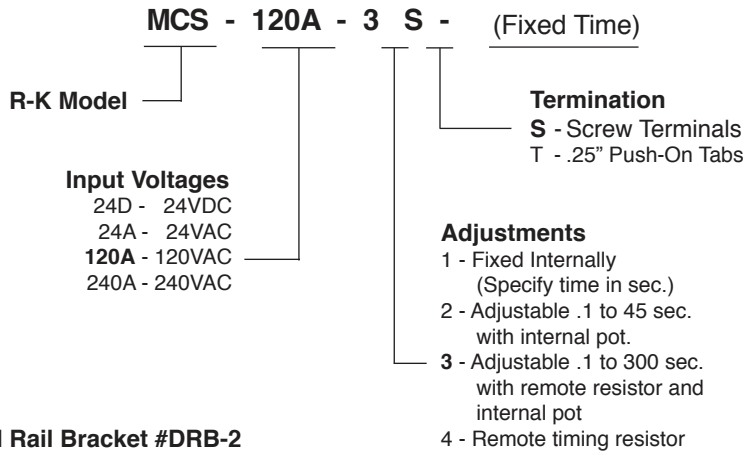 MCS - 120A - 3 S - (Fixed Time)
R-K Model
Termination
S - Screw Terminals
T - .25” Push-On Tabs
Input Voltages
24D - 24VDC
24A - 24VAC
120A - 120VAC
240A - 240VAC
Adjustments
1 - Fixed Internally
(Specify time in sec.)
2 - Adjustable .1 to 45 sec.
with internal pot.
3 - Adjustable .1 to 300 sec.
with remote resistor and
internal pot
4 - Remote timing resistor
Rail Bracket #DRB-2